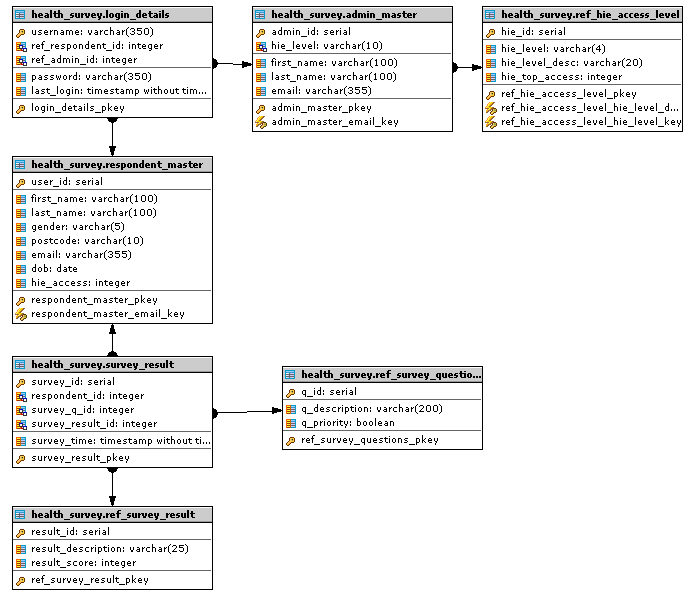 health_survey.login_details
username: varchar(350)
ref_respondent_id: integer
ref_admin_id: integer
password: varchar(350)
last_login: timestamp without tim...
login_details_pkey
health_survey.admin_master
admin_id: serial
hie_level: varchar(10)
first_name: varchar(100)
last_name: varchar(100)
email: varchar(355)
admin_master_pkey
admin_master_email_key
health_survey.ref_hie_access_level
hie_id: serial
hie_level: varchar(4)
hie_level_desc: varchar(20)
hie_top_access: integer
ref_hie_access_level_pkey
ref_hie_access_level_hie_level_d...
ref_hie_access_level_hie_level_key
health_survey.respondent_master
user_id: serial
first_name: varchar(100)
last_name: varchar(100)
gender: varchar(5)
postcode: varchar(10)
email: varchar(355)
dob: date
hie_access: integer
respondent_master_pkey
respondent_master_email_key
health_survey.survey_result
survey_id: serial
respondent_id: integer
survey_q_id: integer
survey_result_id: integer
survey_time: timestamp without ti...
survey_result_pkey
health_survey.ref_survey_questio...
q_id: serial
q_description: varchar(200)
q_priority: boolean
ref_survey_questions_pkey
health_survey.ref_survey_result
result_id: serial
result_description: varchar(25)
result_score: integer
ref_survey_result_pkey